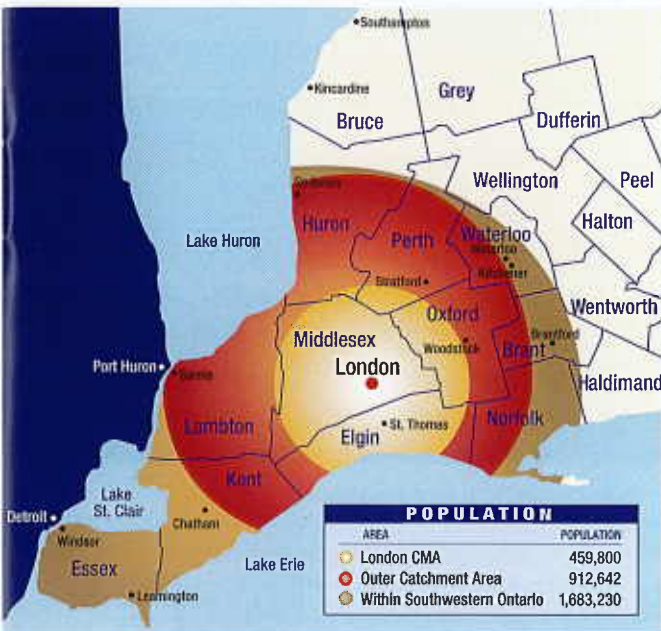 Southampton
Kincardine
Grey
Bruce
Dufferin
Wellington
Peel
Goderich
Huron
Halton
Lake Huron
Perth
Waterloo
Waterloo
Kitchener
Stratford
Wentworth
Oxford
Middlesex
Brantford
Woodstock
Brant
Port Huron
Sarnia
London
Haldimand
Lambton
Norfolk
St. Thomas
Elgin
Kent
Lake
St. Clair
Detroit
Chatham
Windsor
Lake Erie
Essex
Leamington
POPULATION
AREA POPULATION
London CMA 459,800
Outer Catchment Area 912,642
Within Southwestern Ontario 1,683,230